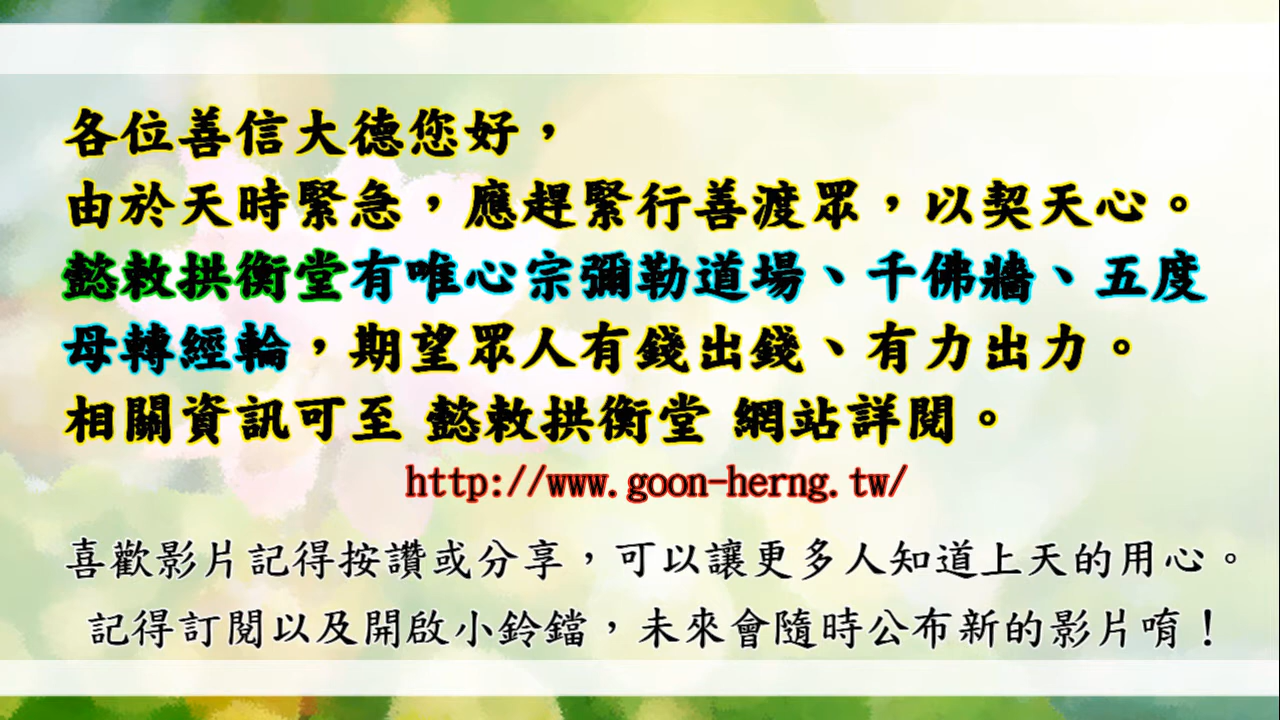 各位善信大德您好，
由於天時緊急，應趕緊行善渡眾，以契天心。
懿敕拱衡堂有唯心宗彌勒道場、千佛牆、五度
母轉經輪，期望眾人有錢出錢、有力出力。
相關資訊可至 懿敕拱衡堂 網站詳閱。
http://www.goon-herng.tw/
喜歡影片記得按讚或分享，可以讓更多人知道上天的用心。
記得訂閱以及開啟小鈴鐺，未來會隨時公布新的影片唷！